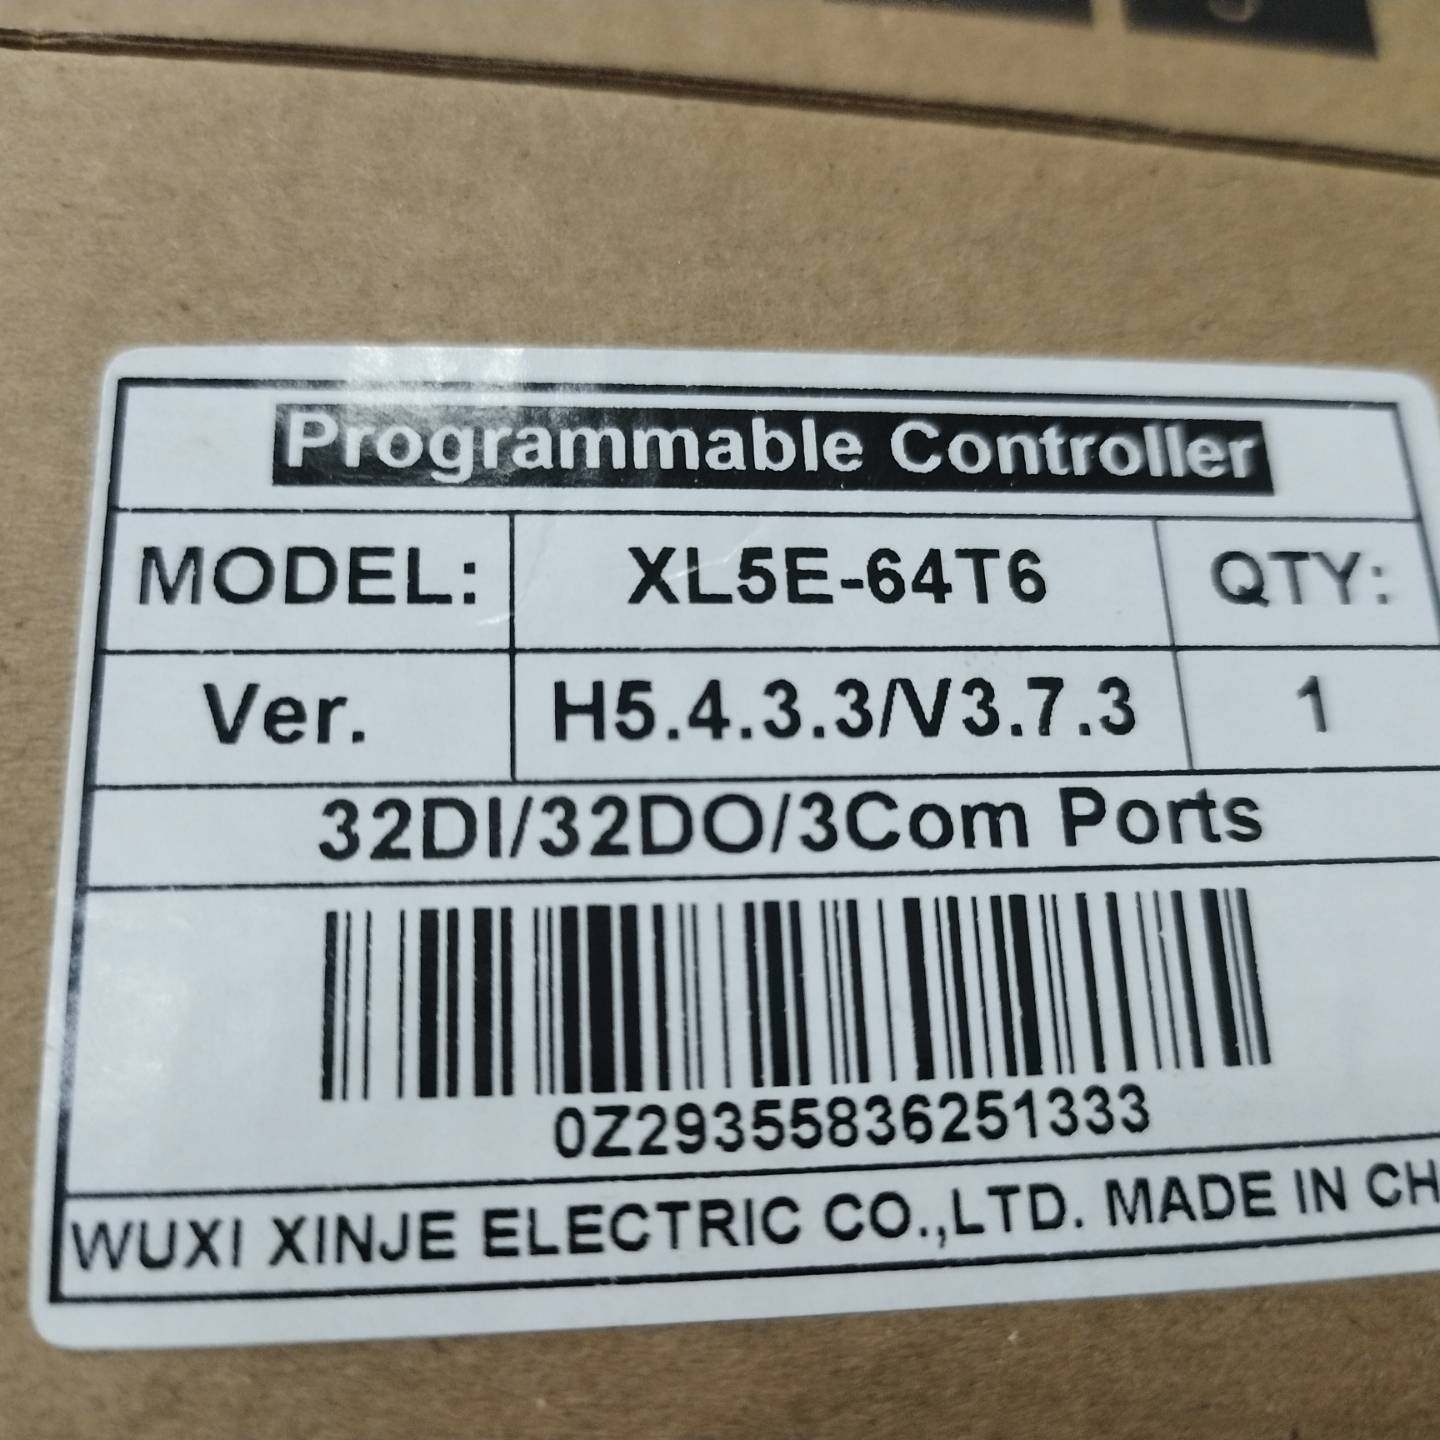 Programmable Controller
MODEL: XL5E-64T6 QTY:
Ver. H5.4.3.3/V3.7.3 1
32DI/32DO/3Com Ports
0Z29355836251333
WUXI XINJE ELECTRIC CO.,LTD. MADE IN CH